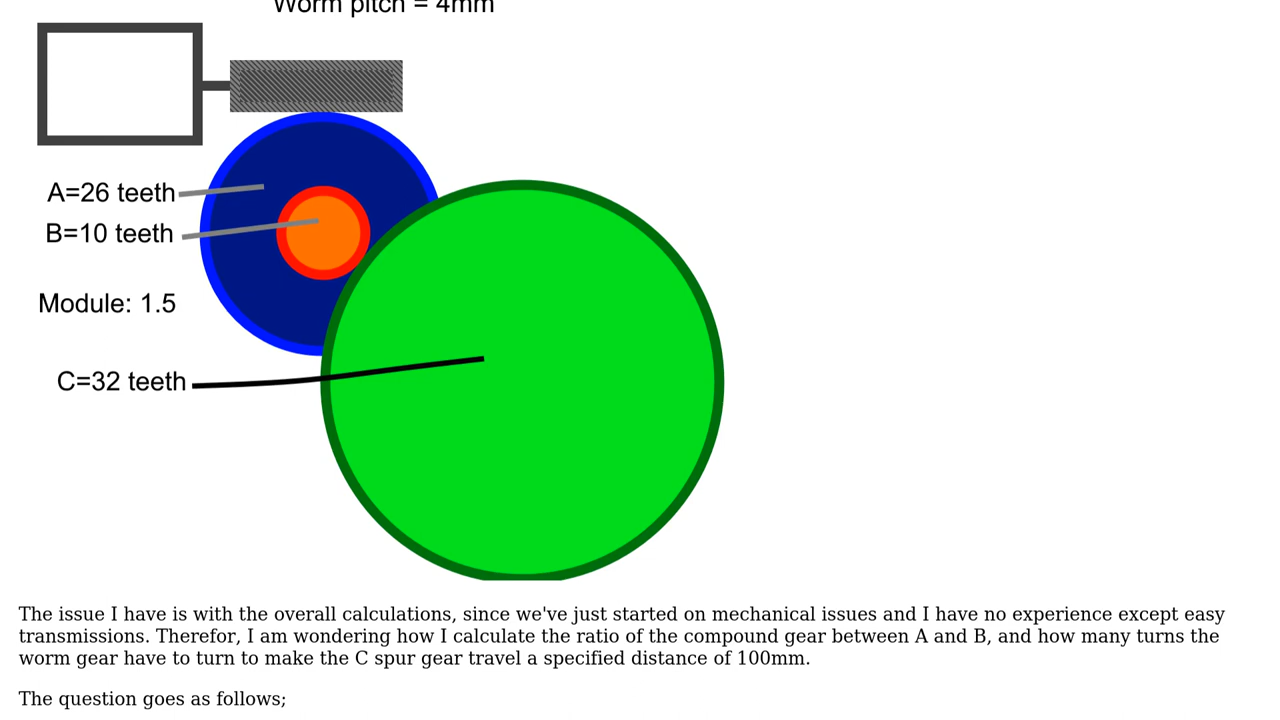 Worm pitch = 4mm
A=26 teeth
B=10 teeth
Module: 1.5
C=32 teeth
The issue I have is with the overall calculations, since we've just started on mechanical issues and I have no experience except easy
transmissions. Therefor, I am wondering how I calculate the ratio of the compound gear between A and B, and how many turns the
worm gear have to turn to make the C spur gear travel a specified distance of 100mm.
The question goes as follows;